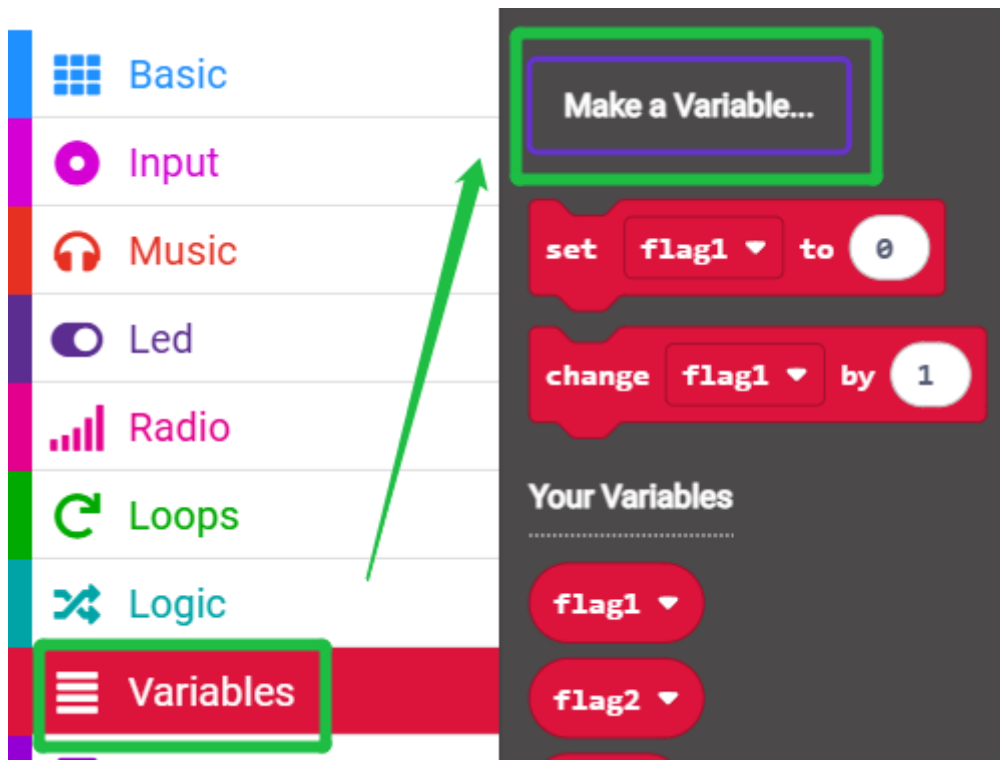 Basic
Input
Music
Led
Radio
Loops
Logic
Variables
Make a Variable...
set flag1 to 0
change flag1 by 1
Your Variables
flag1
flag2